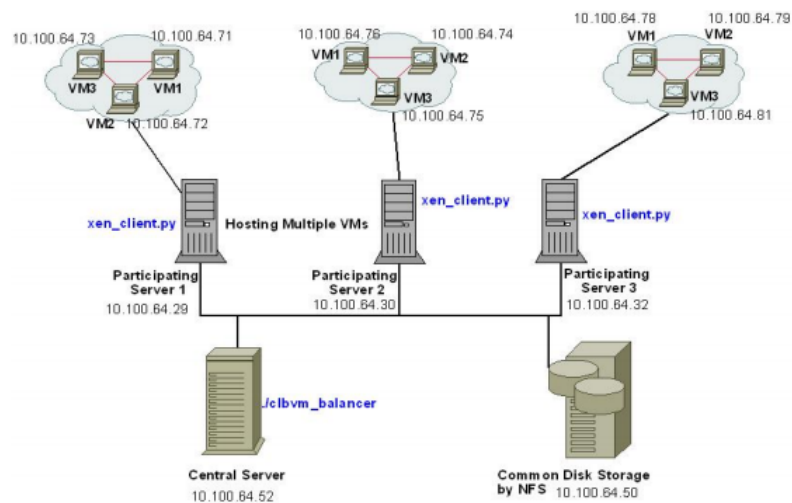 10.100.64.73
10.100.64.71
VM3
VM1
VM2
10.100.64.72
10.100.64.76
10.100.64.74
VM1
VM2
VM3
10.100.64.75
10.100.64.78
10.100.64.79
VM1
VM2
VM3
10.100.64.81
xen_client.py
Hosting Multiple VMs
xen_client.py
xen_client.py
Participating
Server 1
10.100.64.29
Participating
Server 2
10.100.64.30
Participating
Server 3
10.100.64.32
./clbvm_balancer
Central Server
10.100.64.52
Common Disk Storage
by NFS
10.100.64.50